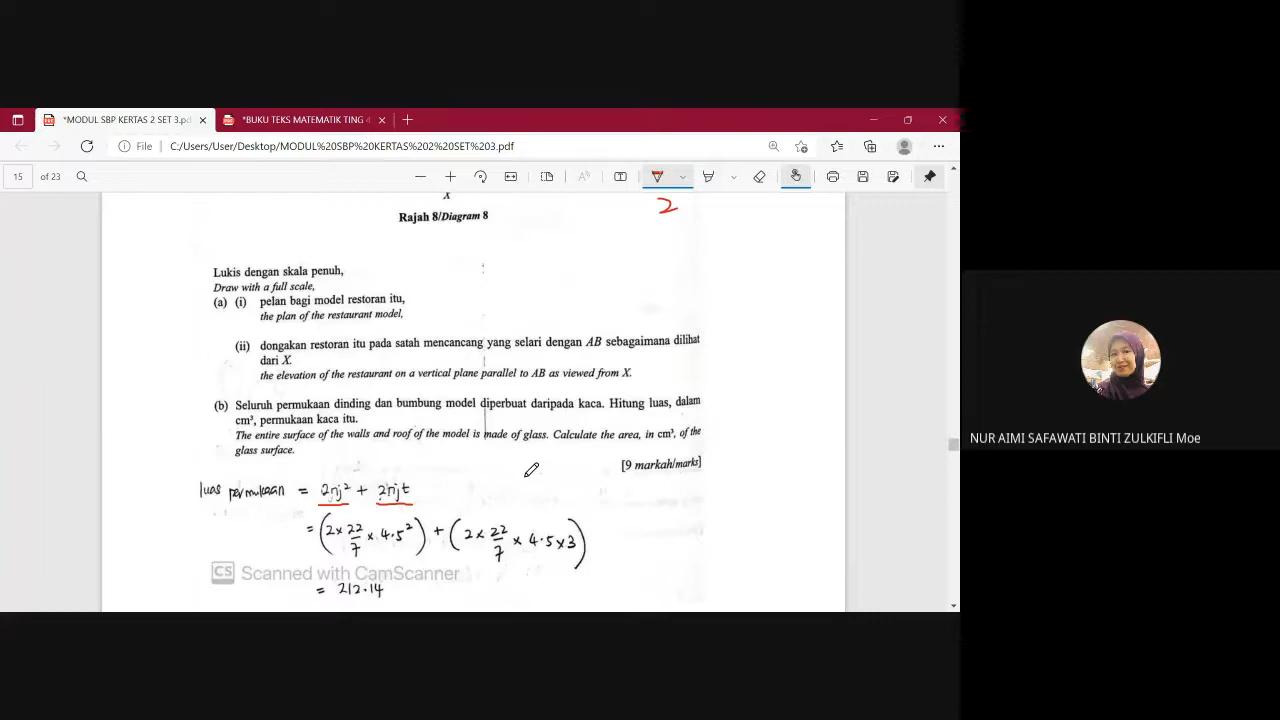 *MODUL SBP KERTAS 2 SET 3.pd
*BUKU TEKS MATEMATIK TING 4
File
C:/Users/User/Desktop/MODUL%20SBP%20KERTAS%202%20SET%203.pdf
15 of 23
X
2
Rajah 8/Diagram 8
Lukis dengan skala penuh,
Draw with a full scale,
(a) (i) pelan bagi model restoran itu,
the plan of the restaurant model,
(ii) dongakan restoran itu pada satah mencancang yang selari dengan AB sebagaimana dilihat
dari X.
the elevation of the restaurant on a vertical plane parallel to AB as viewed from X.
(b) Seluruh permukaan dinding dan bumbung model diperbuat daripada kaca. Hitung luas, dalam
cm³, permukaan kaca itu.
The entire surface of the walls and roof of the model is made of glass. Calculate the area, in cm³, of the
glass surface.
[9 markah/marks]
luas permukaan = 2πj² + 2πjt
= (2 × 22/7 × 4.5²) + (2 × 22/7 × 4.5 × 3)
CS Scanned with CamScanner
= 212.14
NUR AIMI SAFAWATI BINTI ZULKIFLI Moe